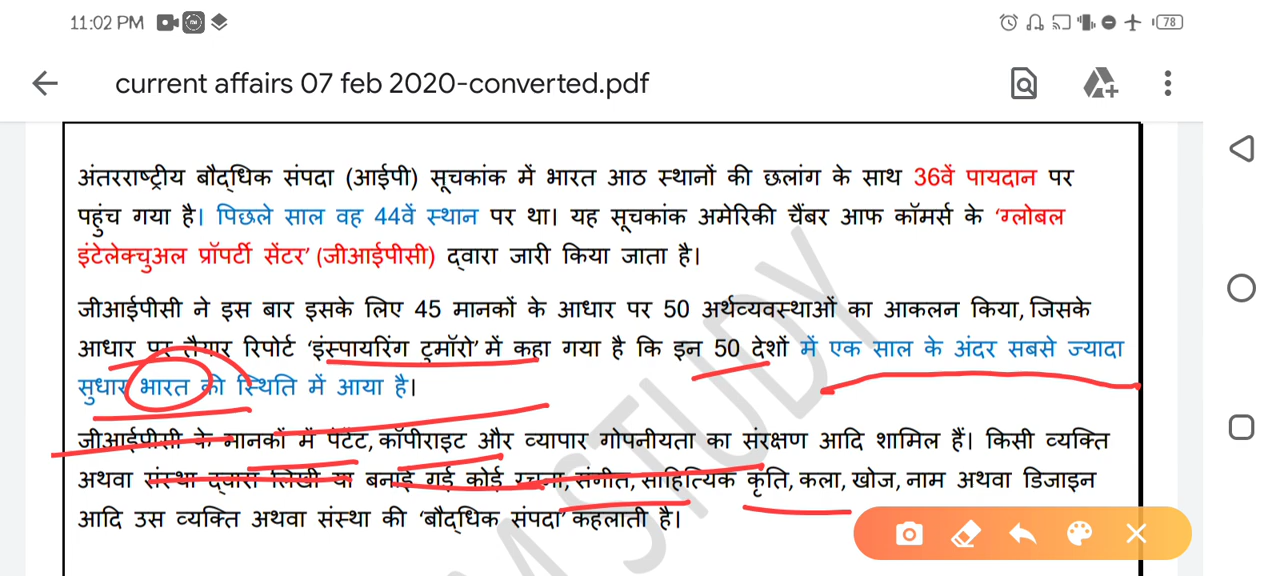 11:02 PM
78
current affairs 07 feb 2020-converted.pdf
अंतरराष्ट्रीय बौद्धिक संपदा (आईपी) सूचकांक में भारत आठ स्थानों की छलांग के साथ 36वें पायदान पर
पहुंच गया है। पिछले साल वह 44वें स्थान पर था। यह सूचकांक अमेरिकी चैंबर आफ कॉमर्स के ‘ग्लोबल
इंटेलेक्चुअल प्रॉपर्टी सेंटर’ (जीआईपीसी) द्वारा जारी किया जाता है।
जीआईपीसी ने इस बार इसके लिए 45 मानकों के आधार पर 50 अर्थव्यवस्थाओं का आकलन किया, जिसके
आधार पर तैयार रिपोर्ट ‘इंस्पायरिंग टूमॉरो’ में कहा गया है कि इन 50 देशों में एक साल के अंदर सबसे ज्यादा
सुधार भारत की स्थिति में आया है।
जीआईपीसी के मानकों में पेटेंट, कॉपीराइट और व्यापार गोपनीयता का संरक्षण आदि शामिल हैं। किसी व्यक्ति
अथवा संस्था द्वारा लिखी या बनाई गई कोई रचना, संगीत, साहित्यिक कृति, कला, खोज, नाम अथवा डिजाइन
आदि उस व्यक्ति अथवा संस्था की ‘बौद्धिक संपदा’ कहलाती है।
M STUDY